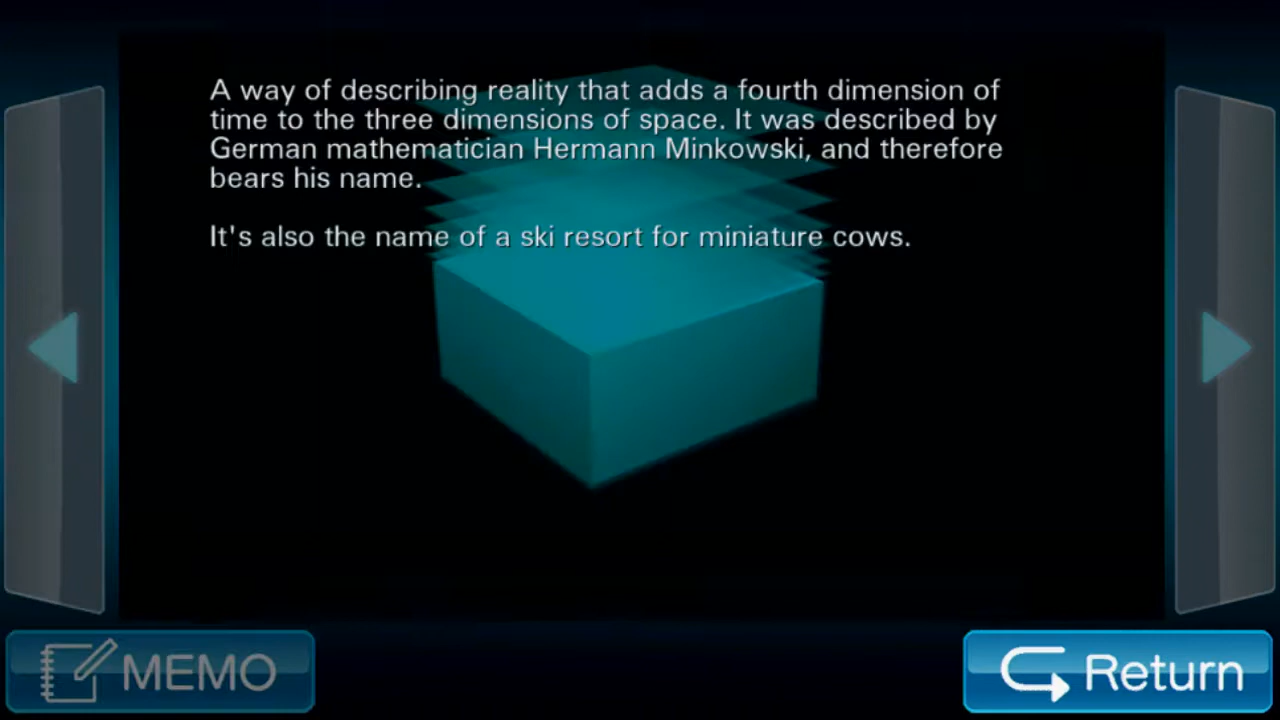 A way of describing reality that adds a fourth dimension of
time to the three dimensions of space. It was described by
German mathematician Hermann Minkowski, and therefore
bears his name.
It's also the name of a ski resort for miniature cows.
MEMO
Return